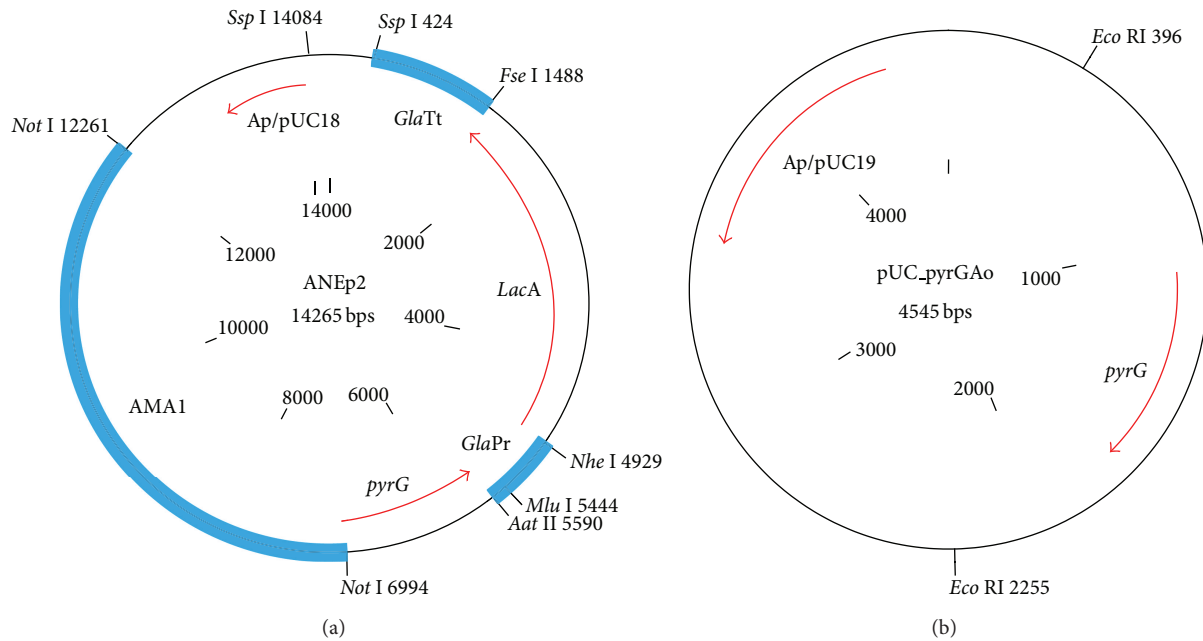 Ssp I 14084
Ssp I 424
Fse I 1488
Not I 12261
Ap/pUC18
GlaTt
14000
12000
2000
ANEp2
14265 bps
LacA
10000
4000
AMA1
8000
6000
GlaPr
pyrG
Nhe I 4929
Mlu I 5444
Aat II 5590
Not I 6994
(a)
Eco RI 396
Ap/pUC19
4000
pUC_pyrGAo
1000
4545 bps
3000
pyrG
2000
Eco RI 2255
(b)